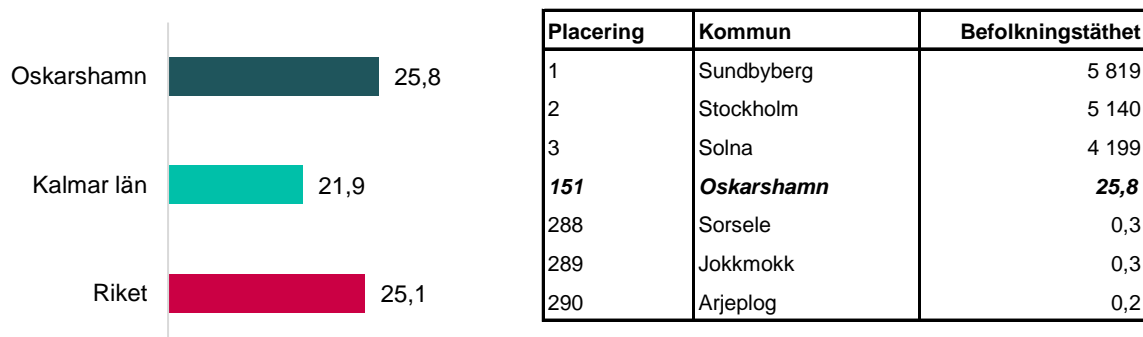 Oskarshamn 25,8
Kalmar län 21,9
Riket 25,1
Placering Kommun Befolkningstäthet
1 Sundbyberg 5 819
2 Stockholm 5 140
3 Solna 4 199
151 Oskarshamn 25,8
288 Sorsele 0,3
289 Jokkmokk 0,3
290 Arjeplog 0,2